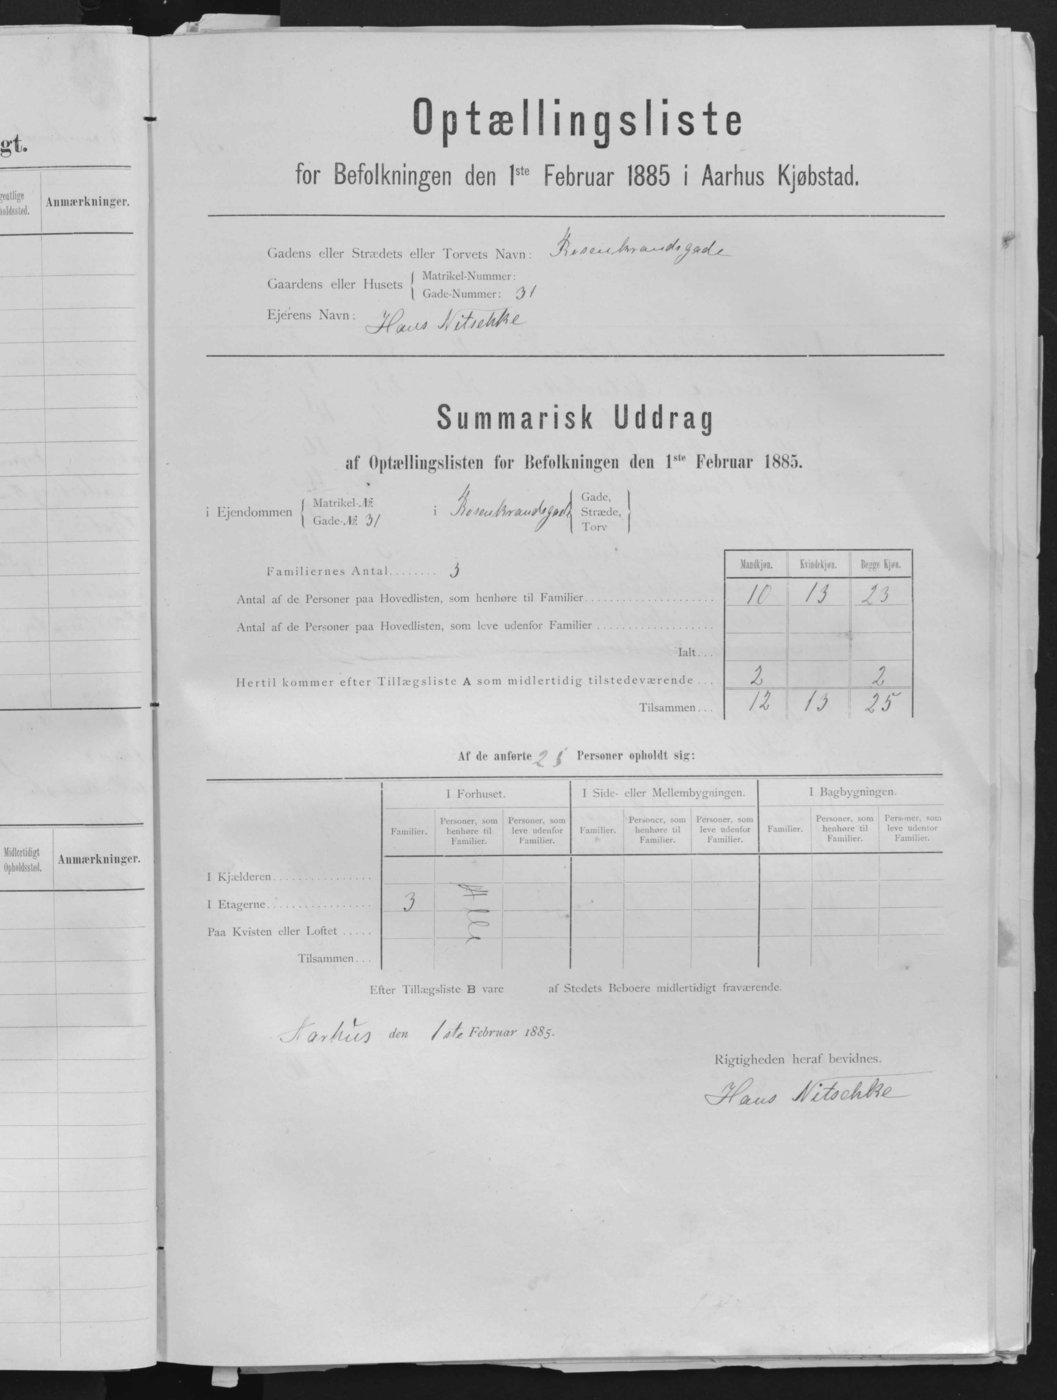 gt.
Anmærkninger.
Midlertidigt
Opholdssted.
Anmærkninger.
Optællingsliste
for Befolkningen den 1ste Februar 1885 i Aarhus Kjøbstad.
Gadens eller Strædets eller Torvets Navn: Rosenkrandsgade
Gaardens eller Husets { Matrikel-Nummer:
Gade-Nummer: 31
Ejerens Navn: Hans Nitschke
Summarisk Uddrag
af Optællingslisten for Befolkningen den 1ste Februar 1885.
i Ejendommen { Matrikel-№
Gade-№ 31
i Rosenkrandsgade { Gade,
Stræde,
Torv }
Mandkjøn. Kvindekjøn. Begge Kjøn.
Familiernes Antal........ 3
Antal af de Personer paa Hovedlisten, som henhøre til Familier 10 13 23
Antal af de Personer paa Hovedlisten, som leve udenfor Familier
Ialt...
Hertil kommer efter Tillægsliste A som midlertidig tilstedeværende... 2 2
Tilsammen... 12 13 25
Af de anførte 25 Personer opholdt sig:
I Forhuset. I Side- eller Mellembygningen. I Bagbygningen.
Familier. Personer, som henhøre til Familier. Personer, som leve udenfor Familier. Familier. Personer, som henhøre til Familier. Personer, som leve udenfor Familier. Familier. Personer, som henhøre til Familier. Personer, som leve udenfor Familier.
I Kjælderen
I Etagerne 3 Alle
Paa Kvisten eller Loftet
Tilsammen...
Efter Tillægsliste B vare af Stedets Beboere midlertidigt fraværende.
Aarhus den 1ste Februar 1885.
Rigtigheden heraf bevidnes.
Hans Nitschke